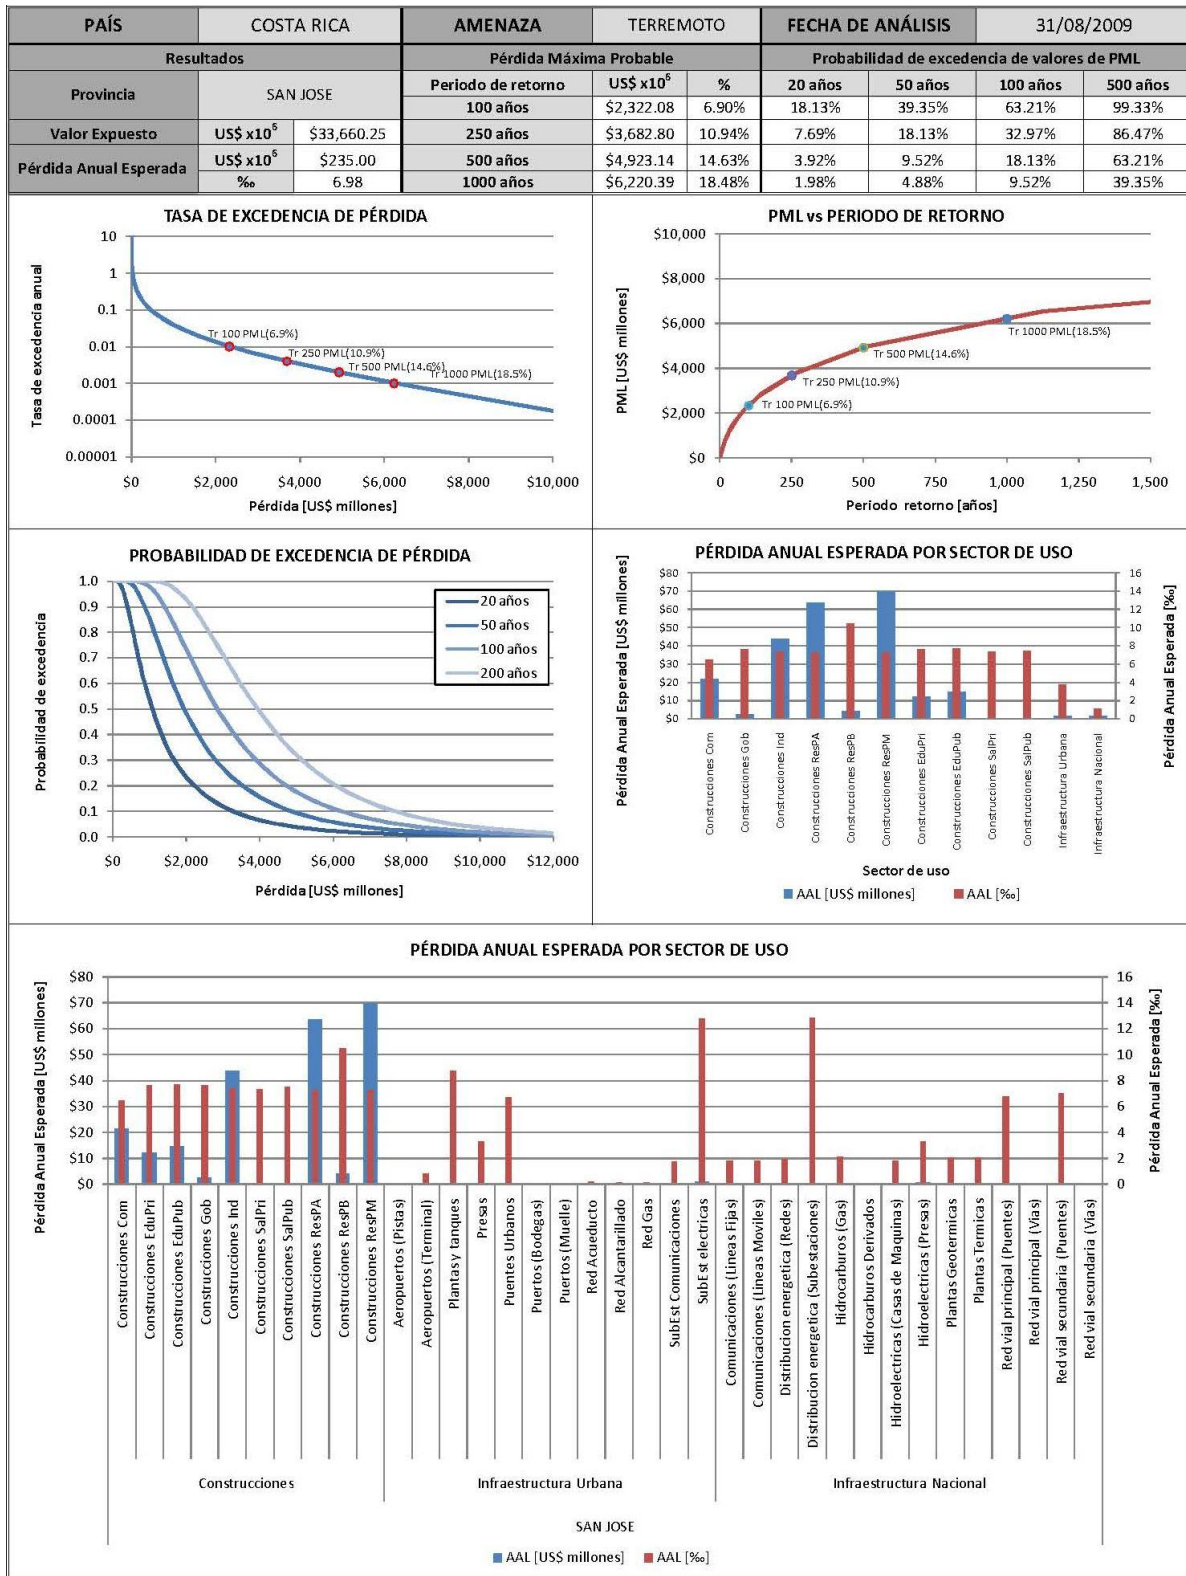 PAÍS COSTA RICA AMENAZA TERREMOTO FECHA DE ANÁLISIS 31/08/2009
Resultados Pérdida Máxima Probable Probabilidad de excedencia de valores de PML
Provincia SAN JOSE Periodo de retorno US$ x10⁶ % 20 años 50 años 100 años 500 años
100 años $2,322.08 6.90% 18.13% 39.35% 63.21% 99.33%
Valor Expuesto US$ x10⁶ $33,660.25 250 años $3,682.80 10.94% 7.69% 18.13% 32.97% 86.47%
Pérdida Anual Esperada US$ x10⁶ $235.00 500 años $4,923.14 14.63% 3.92% 9.52% 18.13% 63.21%
‰ 6.98 1000 años $6,220.39 18.48% 1.98% 4.88% 9.52% 39.35%
TASA DE EXCEDENCIA DE PÉRDIDA
Tasa de excedencia anual
10
1
0.1
0.01
0.001
0.0001
0.00001
Tr 100 PML(6.9%)
Tr 250 PML(10.9%)
Tr 500 PML(14.6%)
Tr 1000 PML(18.5%)
$0 $2,000 $4,000 $6,000 $8,000 $10,000
Pérdida [US$ millones]
PML vs PERIODO DE RETORNO
PML [US$ millones]
$10,000
$8,000
$6,000
$4,000
$2,000
$0
Tr 1000 PML(18.5%)
Tr 500 PML(14.6%)
Tr 250 PML(10.9%)
Tr 100 PML(6.9%)
0 250 500 750 1,000 1,250 1,500
Periodo retorno [años]
PROBABILIDAD DE EXCEDENCIA DE PÉRDIDA
Probabilidad de excedencia
1.0
0.9
0.8
0.7
0.6
0.5
0.4
0.3
0.2
0.1
0.0
20 años
50 años
100 años
200 años
$0 $2,000 $4,000 $6,000 $8,000 $10,000 $12,000
Pérdida [US$ millones]
PÉRDIDA ANUAL ESPERADA POR SECTOR DE USO
Pérdida Anual Esperada [US$ millones]
$80
$70
$60
$50
$40
$30
$20
$10
$0
16
14
12
10
8
6
4
2
0
Pérdida Anual Esperada [‰]
Construcciones Com
Construcciones Gob
Construcciones Ind
Construcciones ResPA
Construcciones ResPB
Construcciones ResPM
Construcciones EduPri
Construcciones EduPub
Construcciones SalPri
Construcciones SalPub
Infraestructura Urbana
Infraestructura Nacional
Sector de uso
AAL [US$ millones] AAL [‰]
PÉRDIDA ANUAL ESPERADA POR SECTOR DE USO
Pérdida Anual Esperada [US$ millones]
$80
$70
$60
$50
$40
$30
$20
$10
$0
16
14
12
10
8
6
4
2
0
Pérdida Anual Esperada [‰]
Construcciones Com
Construcciones EduPri
Construcciones EduPub
Construcciones Gob
Construcciones Ind
Construcciones SalPri
Construcciones SalPub
Construcciones ResPA
Construcciones ResPB
Construcciones ResPM
Aeropuertos (Pistas)
Aeropuertos (Terminal)
Plantas y tanques
Presas
Puentes Urbanos
Puertos (Bodegas)
Puertos (Muelle)
Red Acueducto
Red Alcantarillado
Red Gas
SubEst Comunicaciones
SubEst electricas
Comunicaciones (Lineas Fijas)
Comunicaciones (Lineas Moviles)
Distribucion energetica (Redes)
Distribucion energetica (Subestaciones)
Hidrocarburos (Gas)
Hidrocarburos Derivados
Hidroelectricas (Casas de Maquinas)
Hidroelectricas (Presas)
Plantas Geotermicas
Plantas Termicas
Red vial principal (Puentes)
Red vial principal (Vias)
Red vial secundaria (Puentes)
Red vial secundaria (Vias)
Construcciones Infraestructura Urbana Infraestructura Nacional
SAN JOSE
AAL [US$ millones] AAL [‰]